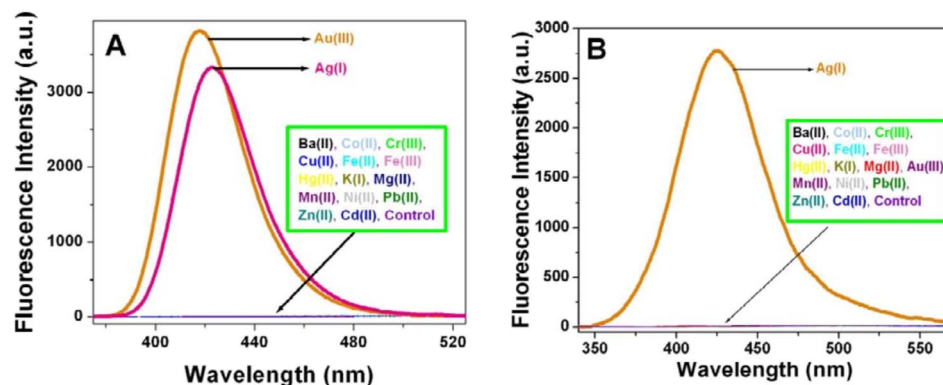 A
Au(III)
Ag(I)
Ba(II), Co(II), Cr(III),
Cu(II), Fe(II), Fe(III)
Hg(II), K(I), Mg(II),
Mn(II), Ni(II), Pb(II),
Zn(II), Cd(II), Control
Fluorescence Intensity (a.u.)
3000
2000
1000
0
400
440
480
520
Wavelength (nm)
B
Ag(I)
Ba(II), Co(II), Cr(III),
Cu(II), Fe(II), Fe(III)
Hg(II), K(I), Mg(II), Au(III)
Mn(II), Ni(II), Pb(II),
Zn(II), Cd(II), Control
Fluorescence Intensity (a.u.)
3000
2500
2000
1500
1000
500
0
350
400
450
500
550
Wavelength (nm)